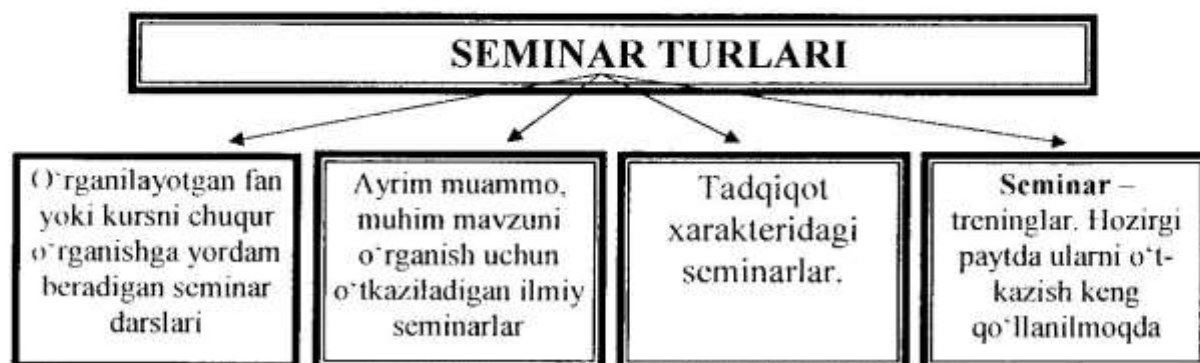 SEMINAR TURLARI
O‘rganilayotgan fan
yoki kursni chuqur
o‘rganishga yordam
beradigan seminar
darslari
Ayrim muammo,
muhim mavzuni
o‘rganish uchun
o‘tkaziladigan ilmiy
seminarlar
Tadqiqot
xarakteridagi
seminarlar.
Seminar –
treninglar. Hozirgi
paytda ularni o‘t-
kazish keng
qo‘llanilmoqda